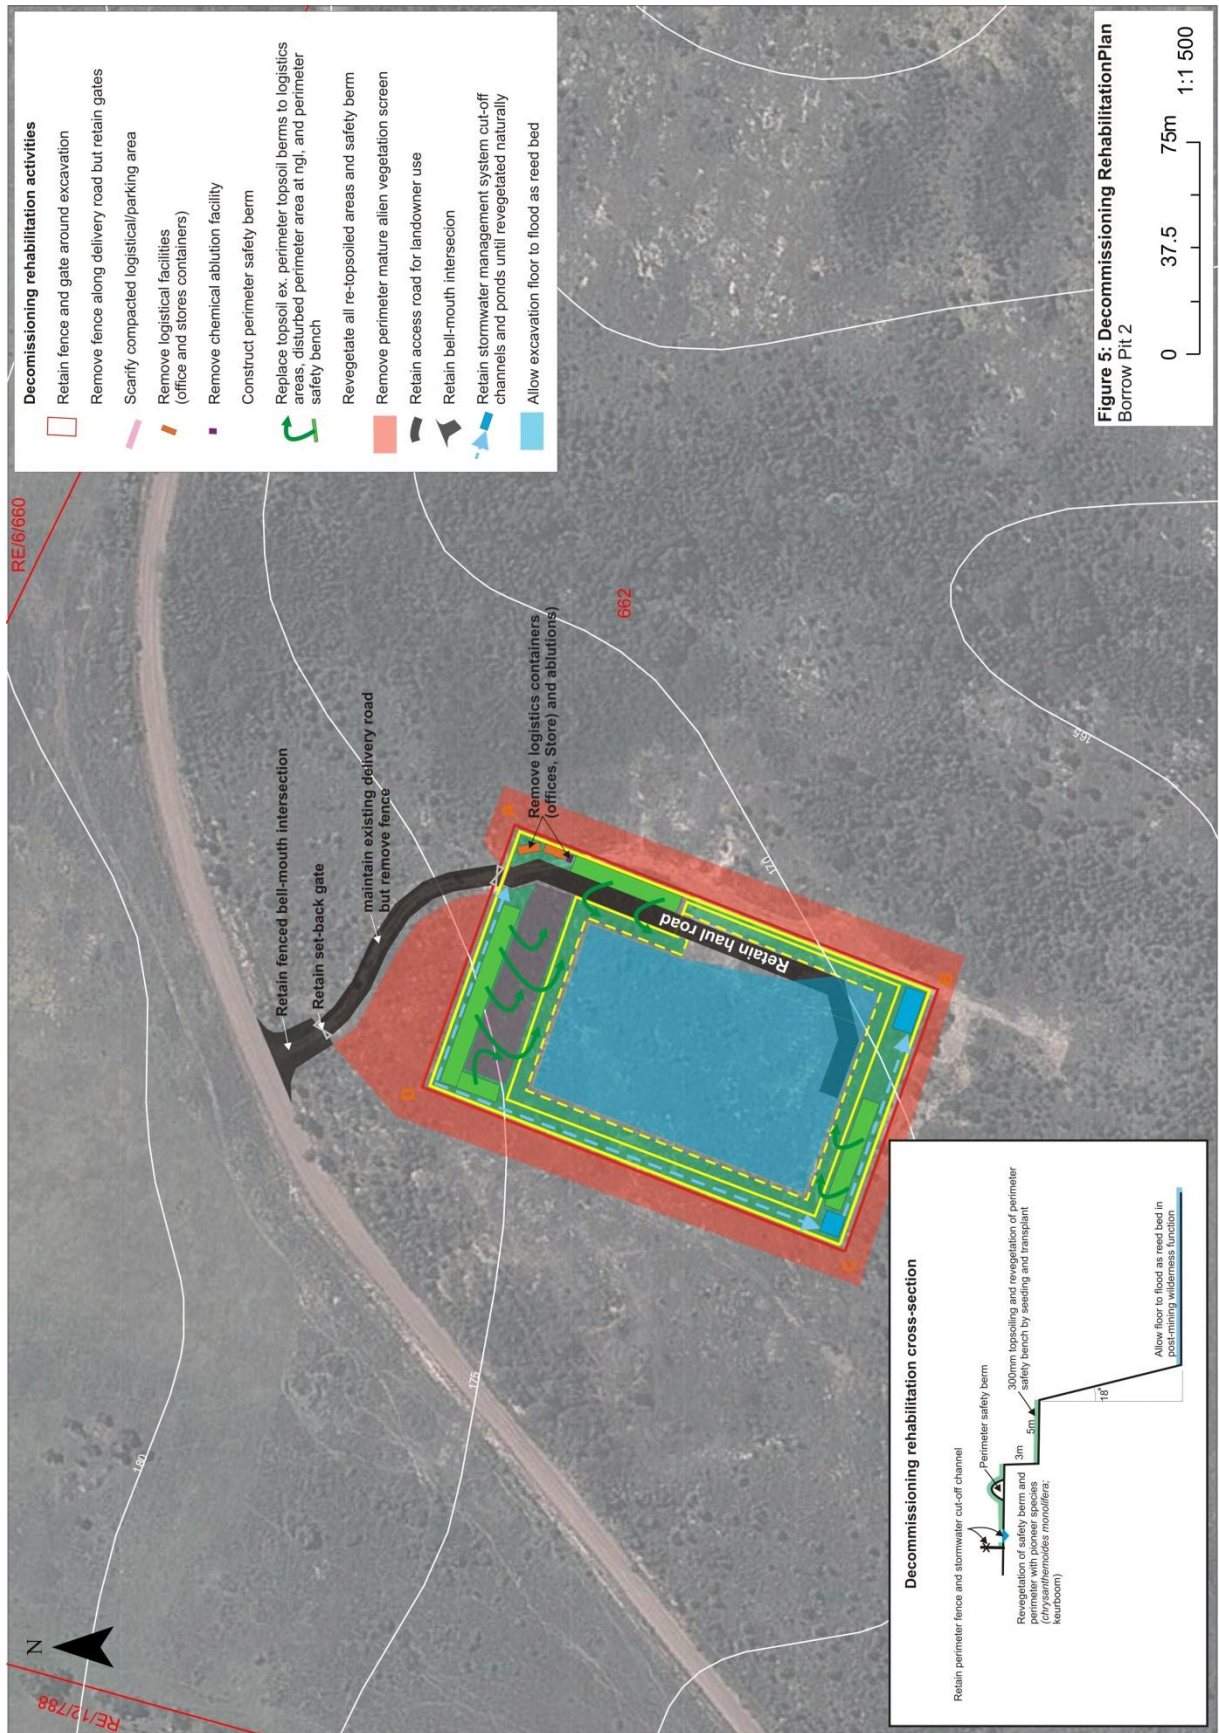 N
RE/12/788
RE/6/660
662
180
175
170
165
Retain fenced bell-mouth intersection
Retain set-back gate
maintain existing delivery road
but remove fence
Remove logistics containers
(offices, Store) and ablutions)
Retain haul road
A
B
C
D
Decomissioning rehabilitation activities
Retain fence and gate around excavation
Remove fence along delivery road but retain gates
Scarify compacted logistical/parking area
Remove logistical facilities
(office and stores containers)
Remove chemical ablution facility
Construct perimeter safety berm
Replace topsoil ex. perimeter topsoil berms to logistics
areas, disturbed perimeter area at ngl, and perimeter
safety bench
Revegetate all re-topsoiled areas and safety berm
Remove perimeter mature alien vegetation screen
Retain access road for landowner use
Retain bell-mouth intersecion
Retain stormwater management system cut-off
channels and ponds until revegetated naturally
Allow excavation floor to flood as reed bed
Decommissioning rehabilitation cross-section
Retain perimeter fence and stormwater cut-off channel
Perimeter safety berm
300mm topsoiling and revegetation of perimeter
safety bench by seeding and transplant
3m
5m
18°
Revegetation of safety berm and
perimeter with pioneer species
(chrysanthemoides monolifera;
keurboom)
Allow floor to flood as reed bed in
post-mining wilderness function
Figure 5: Decommissioning RehabilitationPlan
Borrow Pit 2
0 37.5 75m
1:1 500